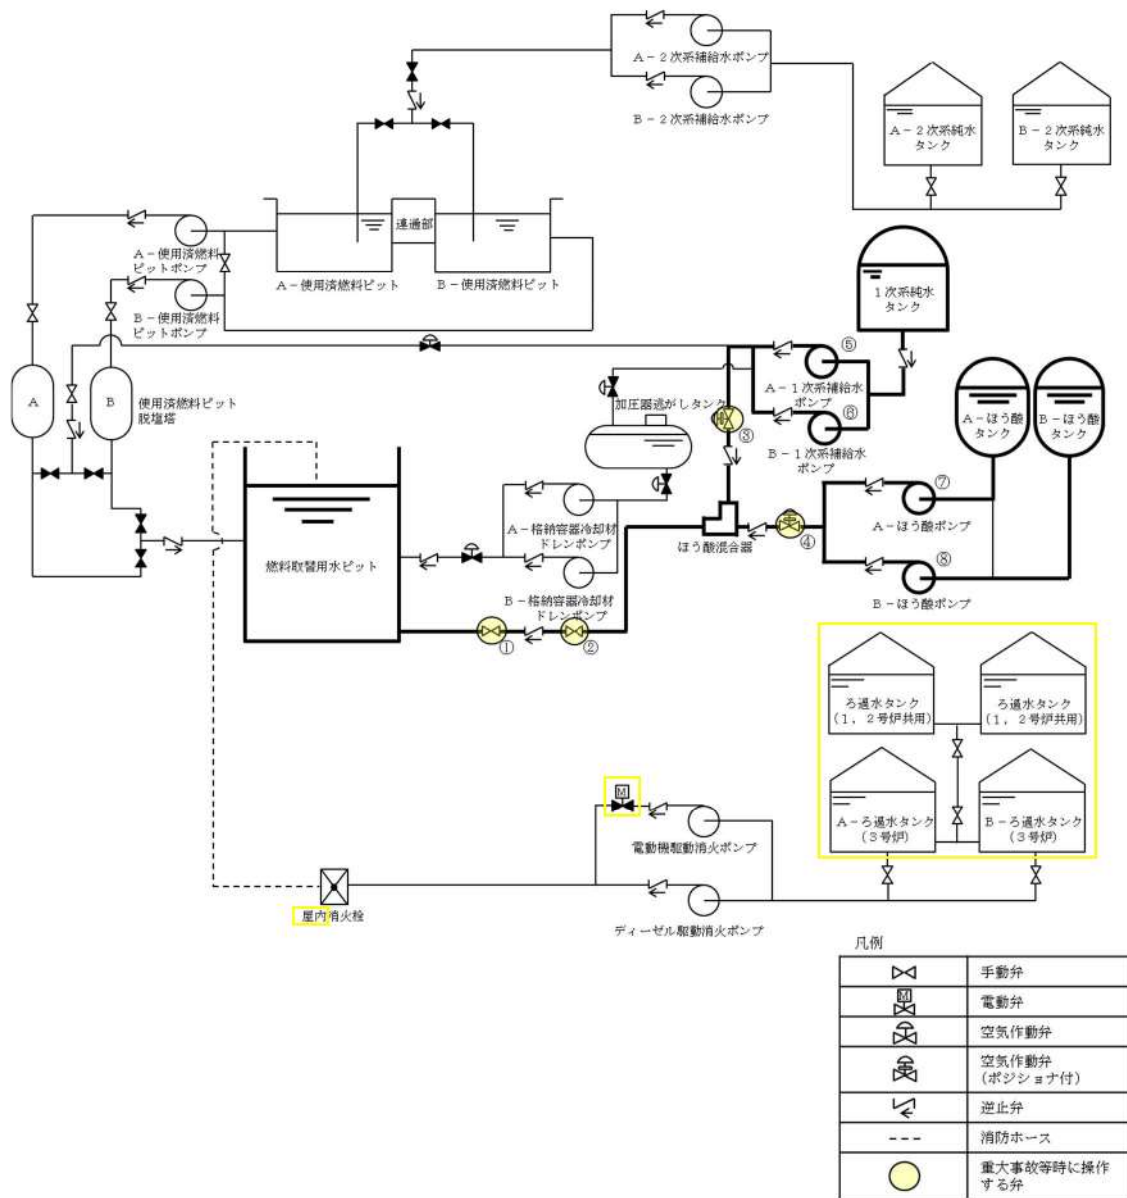 A－２次系補給水ポンプ
B－２次系補給水ポンプ
A－２次系純水
タンク
B－２次系純水
タンク
連通部
A－使用済燃料
ピットポンプ
A－使用済燃料ピット
B－使用済燃料ピット
B－使用済燃料
ピットポンプ
１次系純水
タンク
A
B
使用済燃料ピット
脱塩塔
加圧器逃がしタンク
⑤
A－１次系補給水
ポンプ
⑥
③
B－１次系補給水
ポンプ
A－ほう酸
タンク
B－ほう酸
タンク
⑦
A－ほう酸ポンプ
A－格納容器冷却材
ドレンポンプ
ほう酸混合器
④
⑧
B－ほう酸ポンプ
燃料取替用水ピット
B－格納容器冷却材
ドレンポンプ
①
②
ろ過水タンク
（１，２号炉共用）
ろ過水タンク
（１，２号炉共用）
A－ろ過水タンク
（３号炉）
B－ろ過水タンク
（３号炉）
M
電動機駆動消火ポンプ
屋内消火栓
ディーゼル駆動消火ポンプ
凡例
手動弁
M
電動弁
空気作動弁
空気作動弁
（ポジショナ付）
逆止弁
消防ホース
重大事故等時に操作
する弁